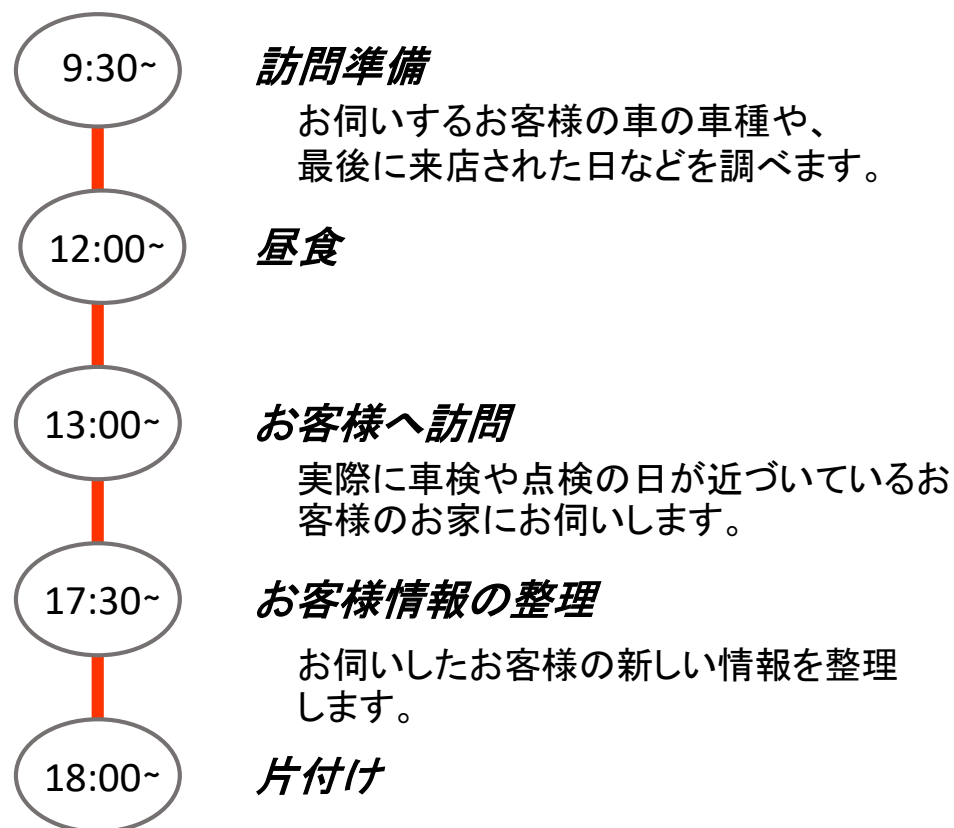 9:30~
訪問準備
お伺いするお客様の車の車種や、
最後に来店された日などを調べます。
12:00~
昼食
13:00~
お客様へ訪問
実際に車検や点検の日が近づいているお
客様のお家にお伺いします。
17:30~
お客様情報の整理
お伺いしたお客様の新しい情報を整理
します。
18:00~
片付け